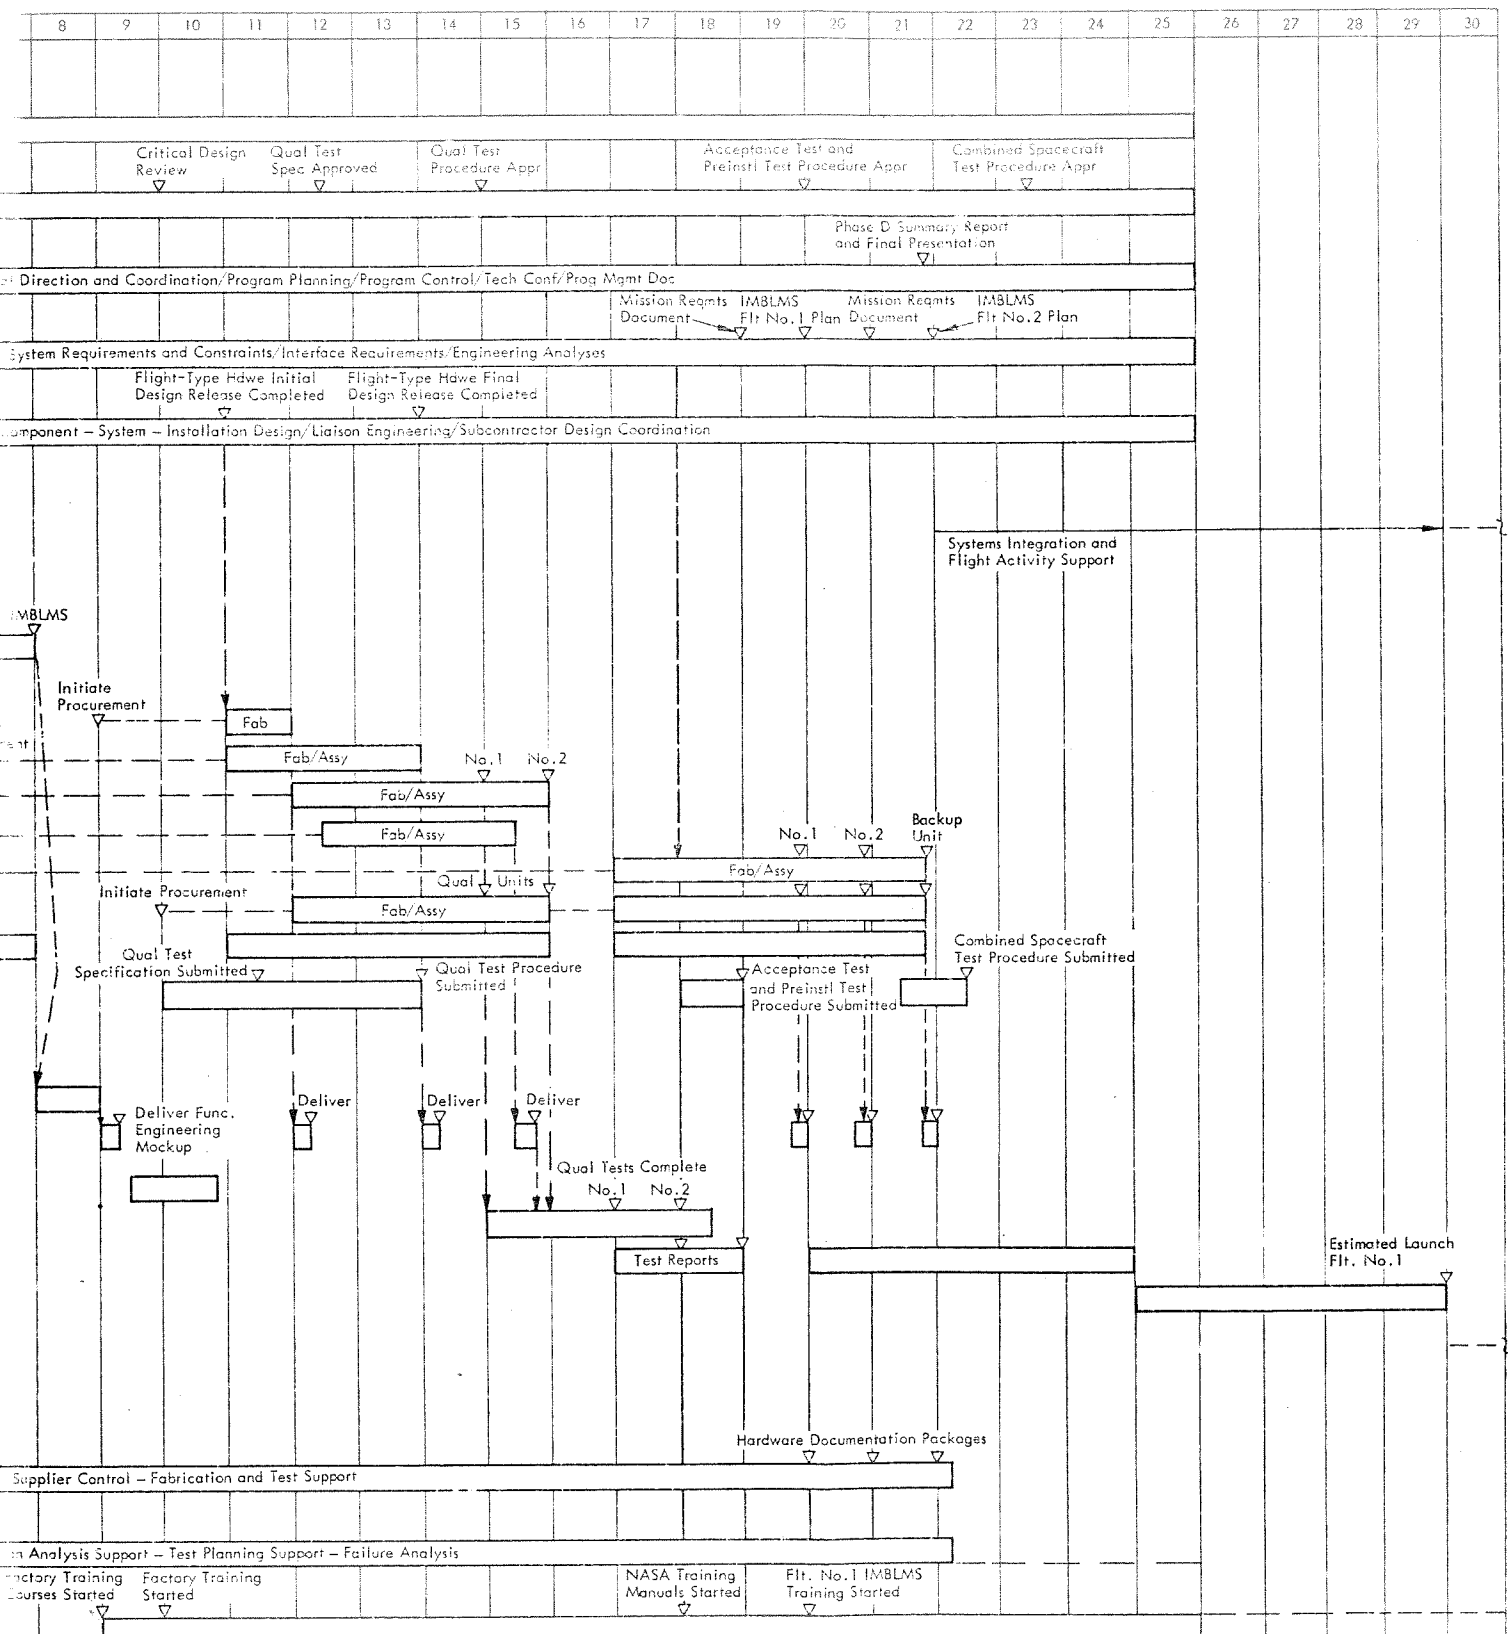 8 9 10 11 12 13 14 15 16 17 18 19 20 21 22 23 24 25 26 27 28 29 30
Critical Design
Review
Qual Test
Spec Approved
Qual Test
Procedure Appr
Acceptance Test and
Preinstl Test Procedure Appr
Combined Spacecraft
Test Procedure Appr
Phase D Summary Report
and Final Presentation
Direction and Coordination/Program Planning/Program Control/Tech Conf/Prog Mgmt Doc
Mission Reqmts
Document
IMBLMS
Flt No.1 Plan
Mission Reqmts
Document
IMBLMS
Flt No.2 Plan
System Requirements and Constraints/Interface Requirements/Engineering Analyses
Flight-Type Hdwe Initial
Design Release Completed
Flight-Type Hdwe Final
Design Release Completed
omponent – System – Installation Design/Liaison Engineering/Subcontractor Design Coordination
Systems Integration and
Flight Activity Support
IMBLMS
Initiate
Procurement
Fab
Fab/Assy
No.1 No.2
Fab/Assy
Fab/Assy
No.1 No.2
Backup
Unit
Fab/Assy
Qual Units
Initiate Procurement
Fab/Assy
Qual Test
Specification Submitted
Qual Test Procedure
Submitted
Acceptance Test
and Preinstl Test
Procedure Submitted
Combined Spacecraft
Test Procedure Submitted
Deliver Func.
Engineering
Mockup
Deliver
Deliver
Deliver
Qual Tests Complete
No.1 No.2
Test Reports
Estimated Launch
Flt. No.1
Hardware Documentation Packages
Supplier Control – Fabrication and Test Support
Analysis Support – Test Planning Support – Failure Analysis
actory Training
ourses Started
Factory Training
Started
NASA Training
Manuals Started
Flt. No.1 IMBLMS
Training Started